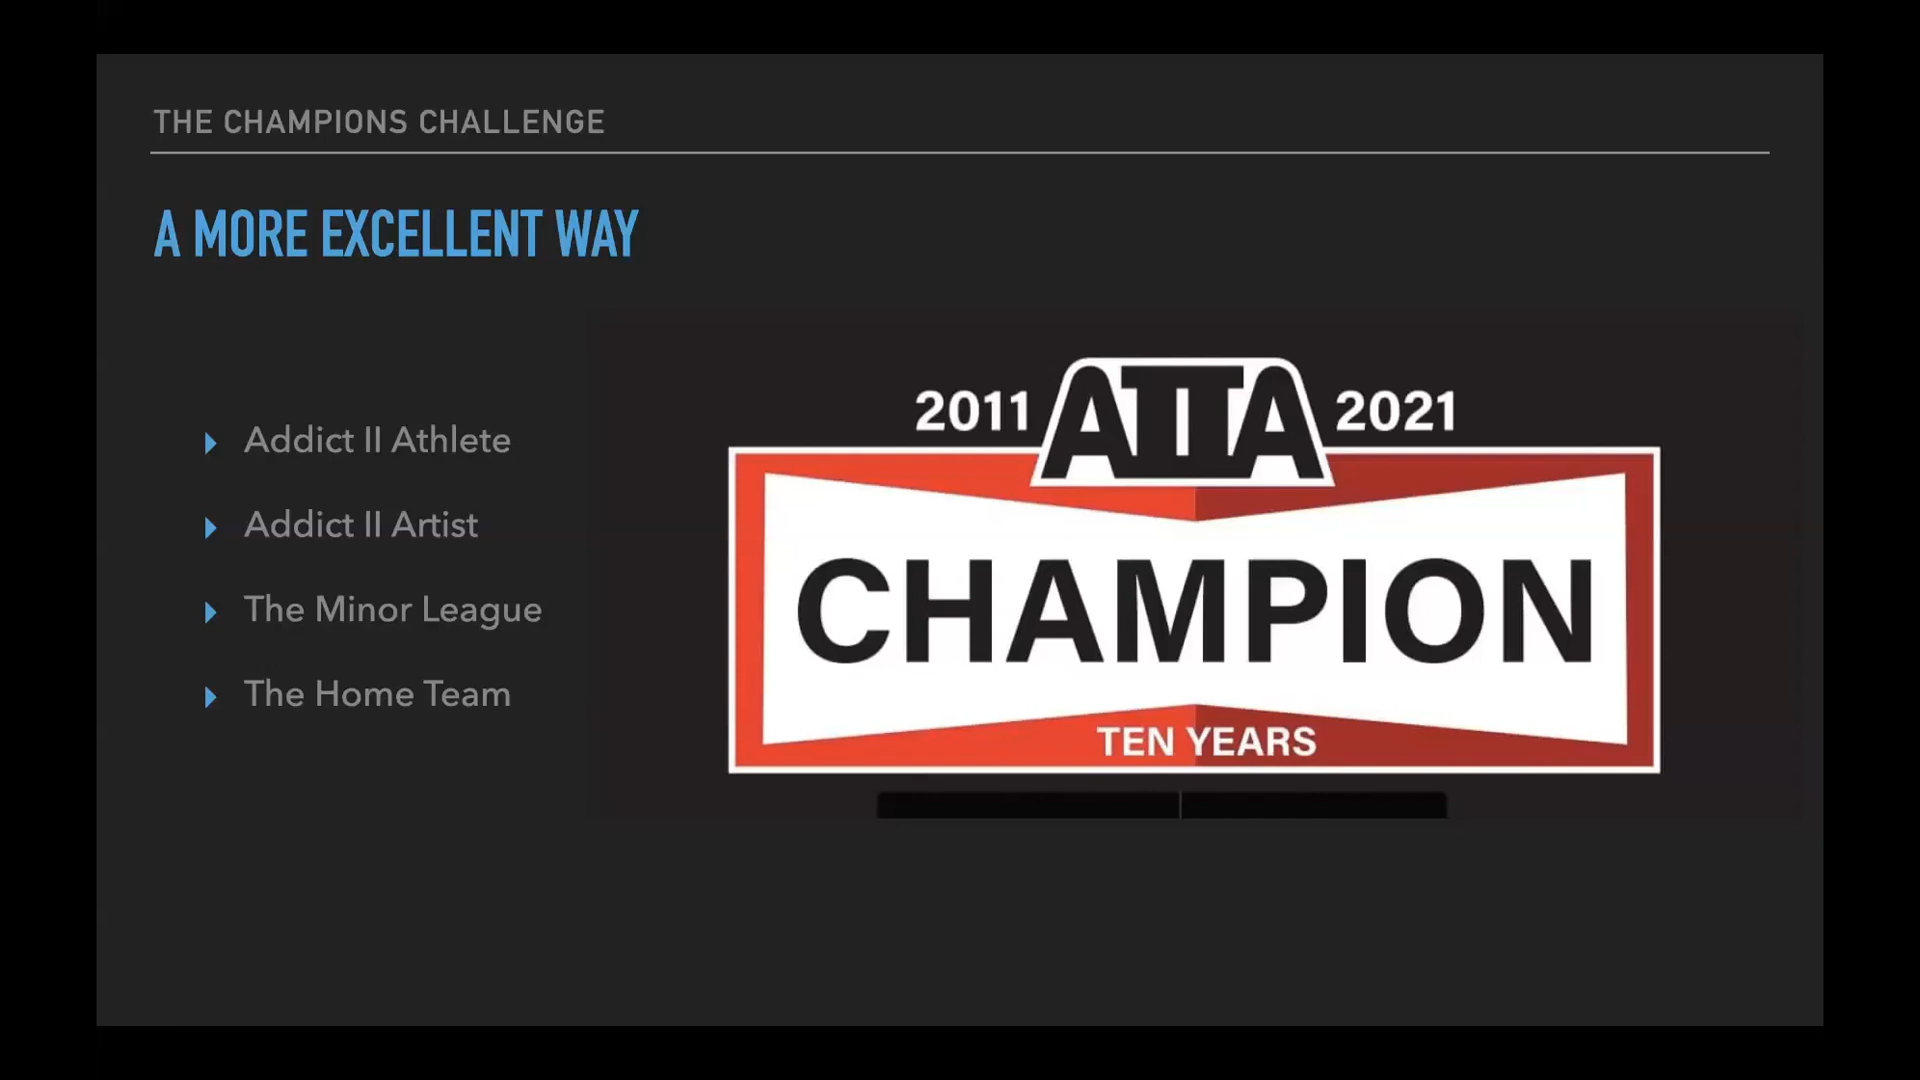 THE CHAMPIONS CHALLENGE
A MORE EXCELLENT WAY
Addict II Athlete
Addict II Artist
The Minor League
The Home Team
2011 AIIA 2021
CHAMPION
TEN YEARS